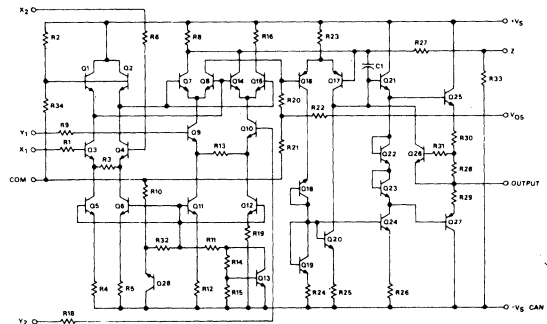 X2
R2
R6
R8
R16
R23
+VS
Q1
Q2
Q7
Q8
Q14
Q15
Q16
Q17
C1
Q21
R27
Z
R33
Q25
R34
R20
R22
VOS
Y1
R9
Q9
Q10
R21
Q26
R31
R30
X1
R1
Q3
Q4
R3
R13
Q22
R28
COM
OUTPUT
R10
Q18
Q23
R29
Q5
Q6
Q11
Q12
Q24
Q27
R19
Q20
R32
R11
R14
Q13
Q19
R4
R5
Q28
R12
R15
R24
R25
R26
-VS CAN
Y2
R18